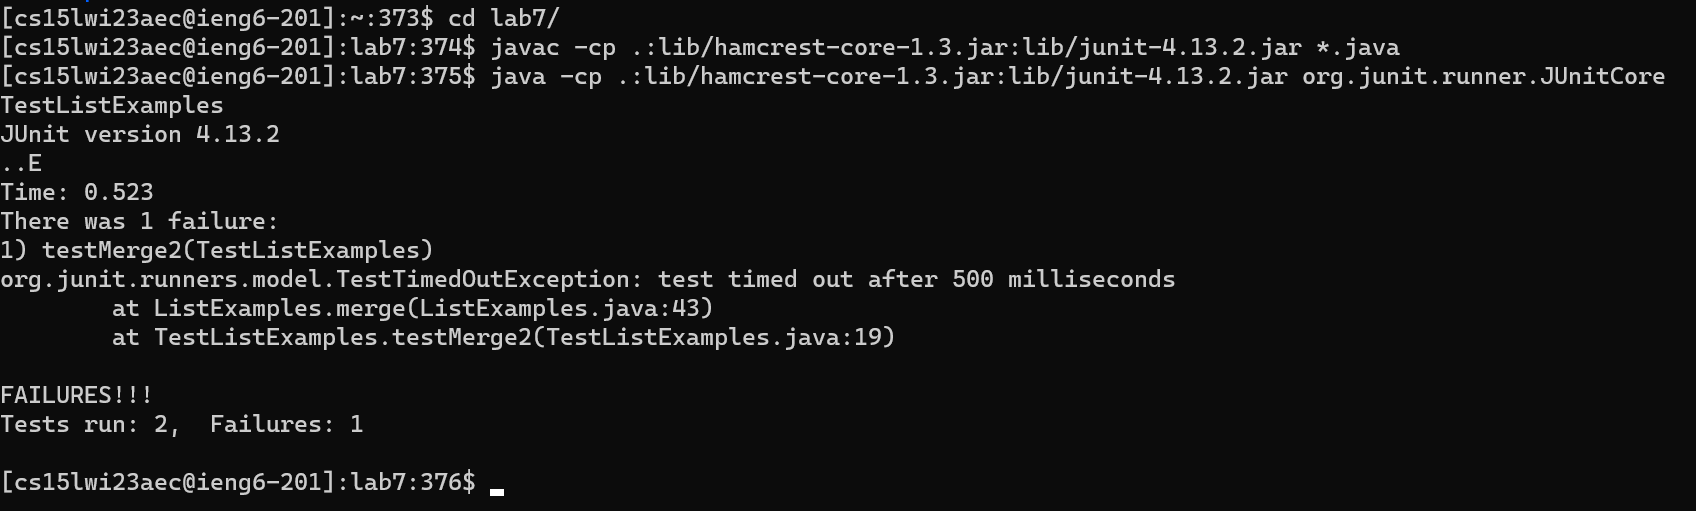 [cs15lwi23aec@ieng6-201]:~:373$ cd lab7/
[cs15lwi23aec@ieng6-201]:lab7:374$ javac -cp .:lib/hamcrest-core-1.3.jar:lib/junit-4.13.2.jar *.java
[cs15lwi23aec@ieng6-201]:lab7:375$ java -cp .:lib/hamcrest-core-1.3.jar:lib/junit-4.13.2.jar org.junit.runner.JUnitCore
TestListExamples
JUnit version 4.13.2
..E
Time: 0.523
There was 1 failure:
1) testMerge2(TestListExamples)
org.junit.runners.model.TestTimedOutException: test timed out after 500 milliseconds
        at ListExamples.merge(ListExamples.java:43)
        at TestListExamples.testMerge2(TestListExamples.java:19)

FAILURES!!!
Tests run: 2,  Failures: 1

[cs15lwi23aec@ieng6-201]:lab7:376$